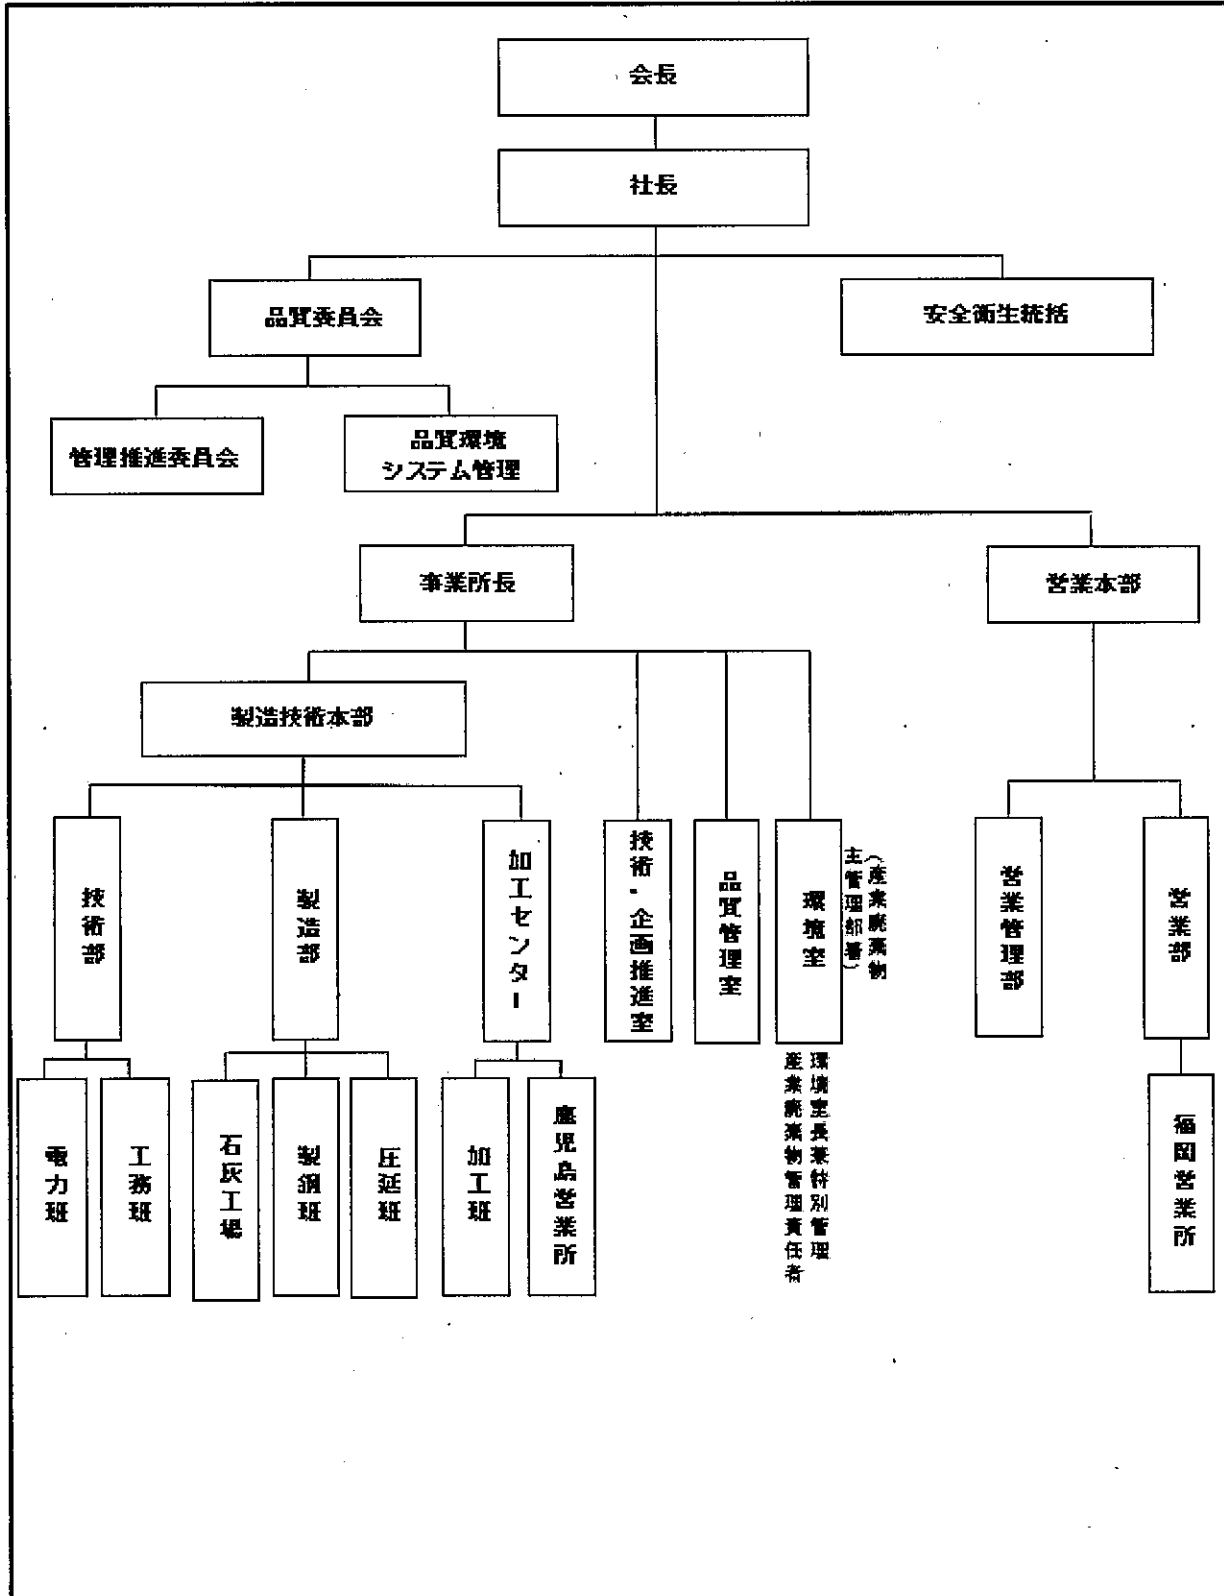 会長
社長
品質委員会
安全衛生統括
管理推進委員会
品質環境
システム管理
事業所長
営業本部
製造技術本部
技術部
製造部
加工センター
技術・企画推進室
品質管理室
環境室
（産業廃棄物
主管理部署）
営業管理部
営業部
電力班
工務班
石灰工場
製鋼班
圧延班
加工班
鹿児島営業所
環境室長兼特別管理
産業廃棄物管理責任者
福岡営業所